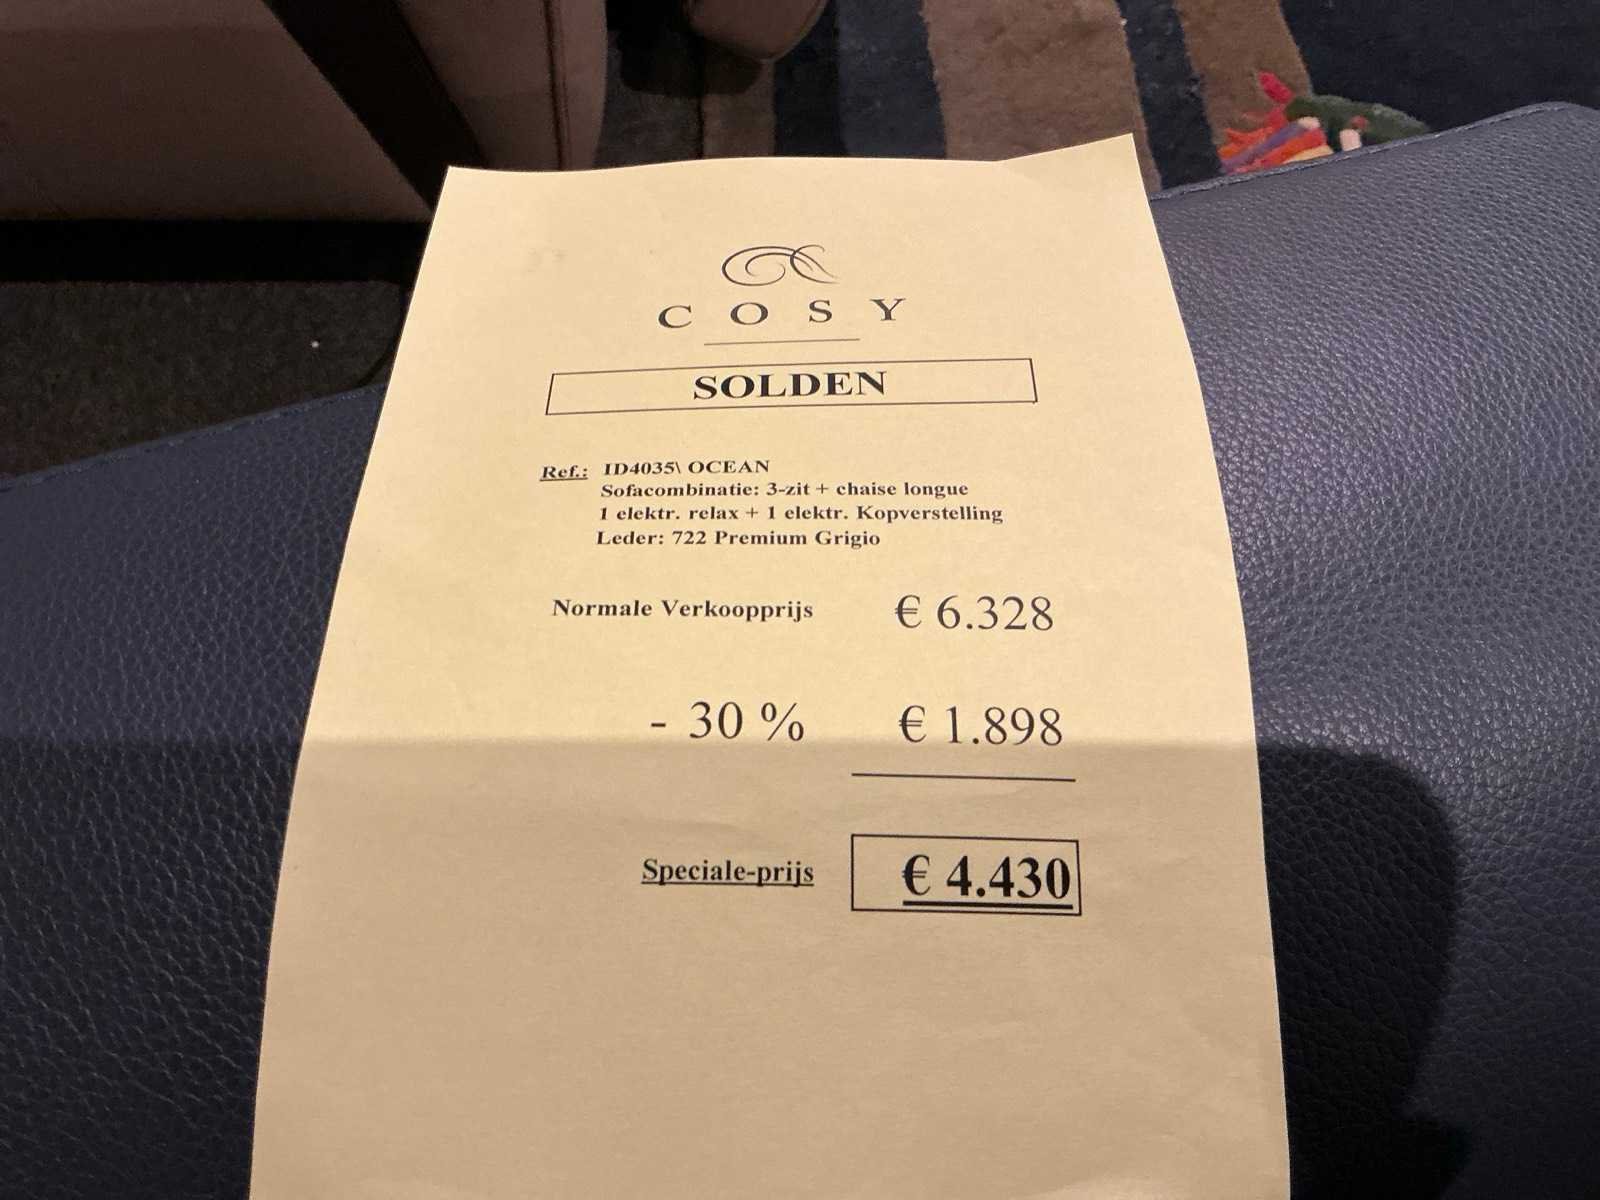 COSY
SOLDEN
Ref.: ID4035\ OCEAN
Sofacombinatie: 3-zit + chaise longue
1 elektr. relax + 1 elektr. Kopverstelling
Leder: 722 Premium Grigio
Normale Verkoopprijs € 6.328
- 30 % € 1.898
Speciale-prijs € 4.430